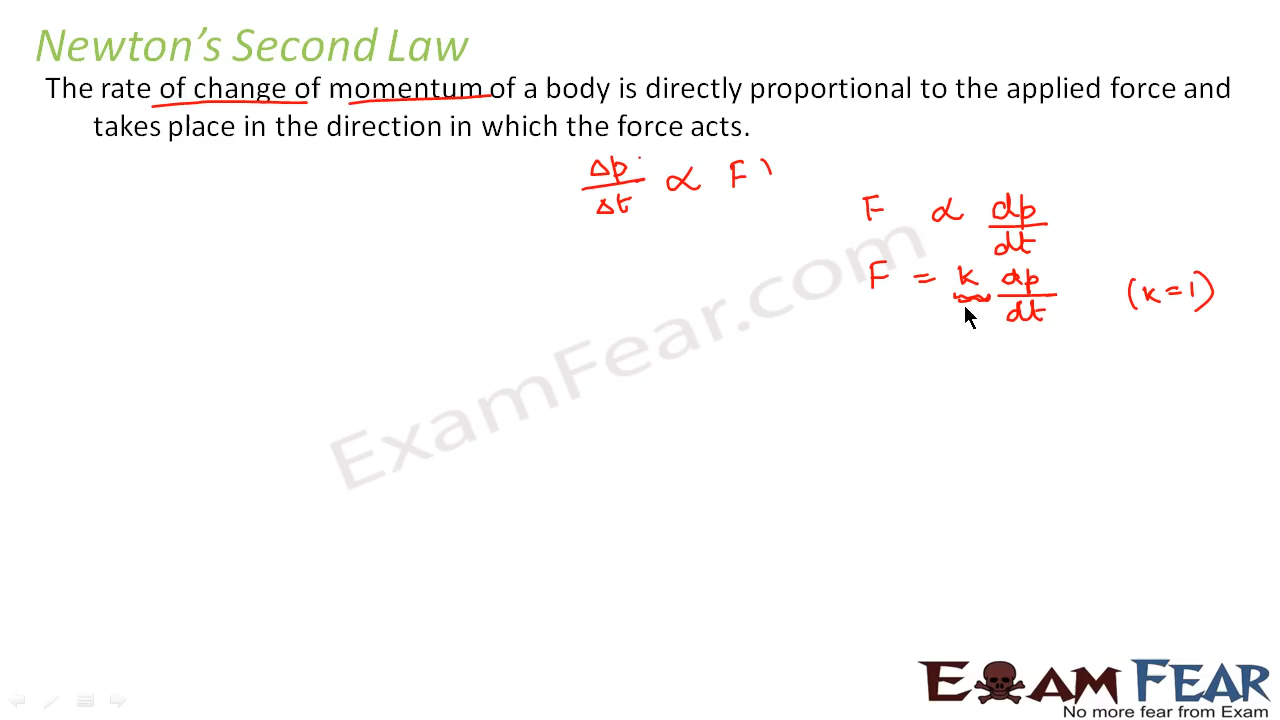 Newton's Second Law
The rate of change of momentum of a body is directly proportional to the applied force and
takes place in the direction in which the force acts.
Δp/Δt ∝ F
F ∝ dp/dt
F = k dp/dt (k=1)
ExamFear.com
EXAM FEAR
No more fear from Exam